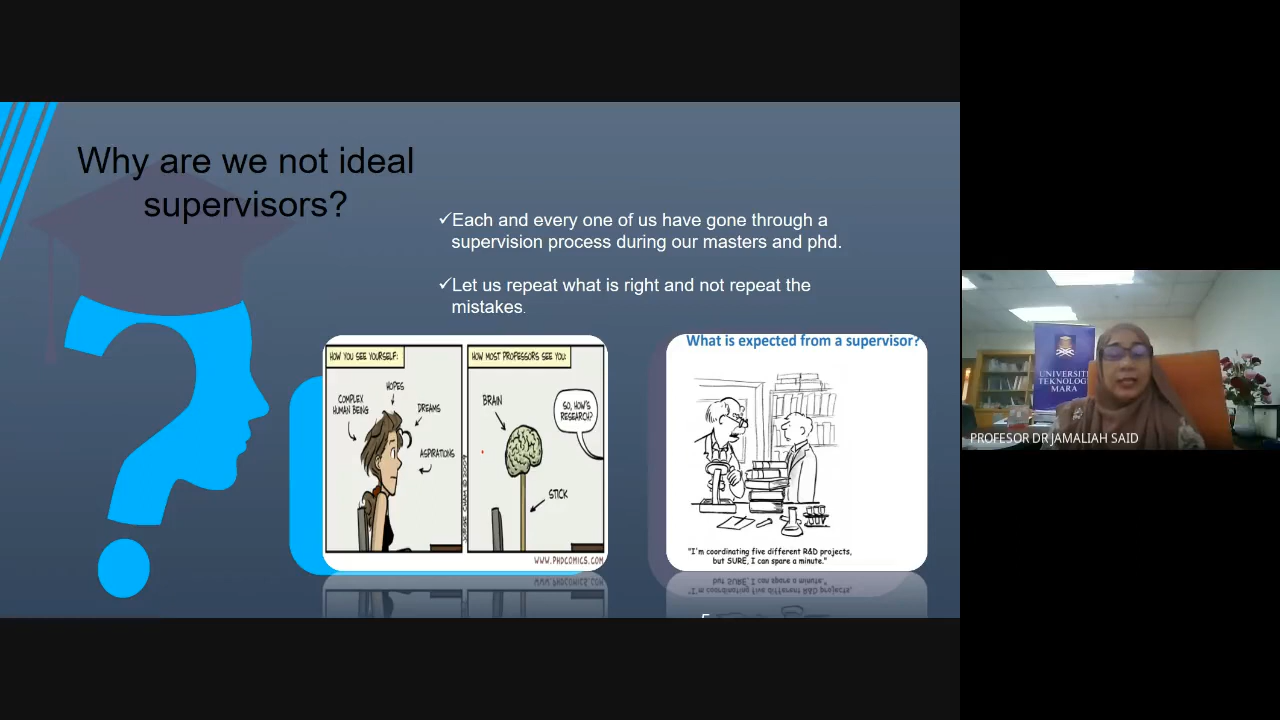 Why are we not ideal
supervisors?
✓Each and every one of us have gone through a
supervision process during our masters and phd.
✓Let us repeat what is right and not repeat the
mistakes.
HOW YOU SEE YOURSELF:
HOPES
COMPLEX
HUMAN BEING
DREAMS
ASPIRATIONS
HOW MOST PROFESSORS SEE YOU:
BRAIN
SO, HOW'S
RESEARCH?
STICK
WWW.PHDCOMICS.COM
What is expected from a supervisor?
"I'm coordinating five different R&D projects,
but SURE, I can spare a minute."
5
UNIVERSITI
TEKNOLOGI
MARA
PROFESOR DR JAMALIAH SAID